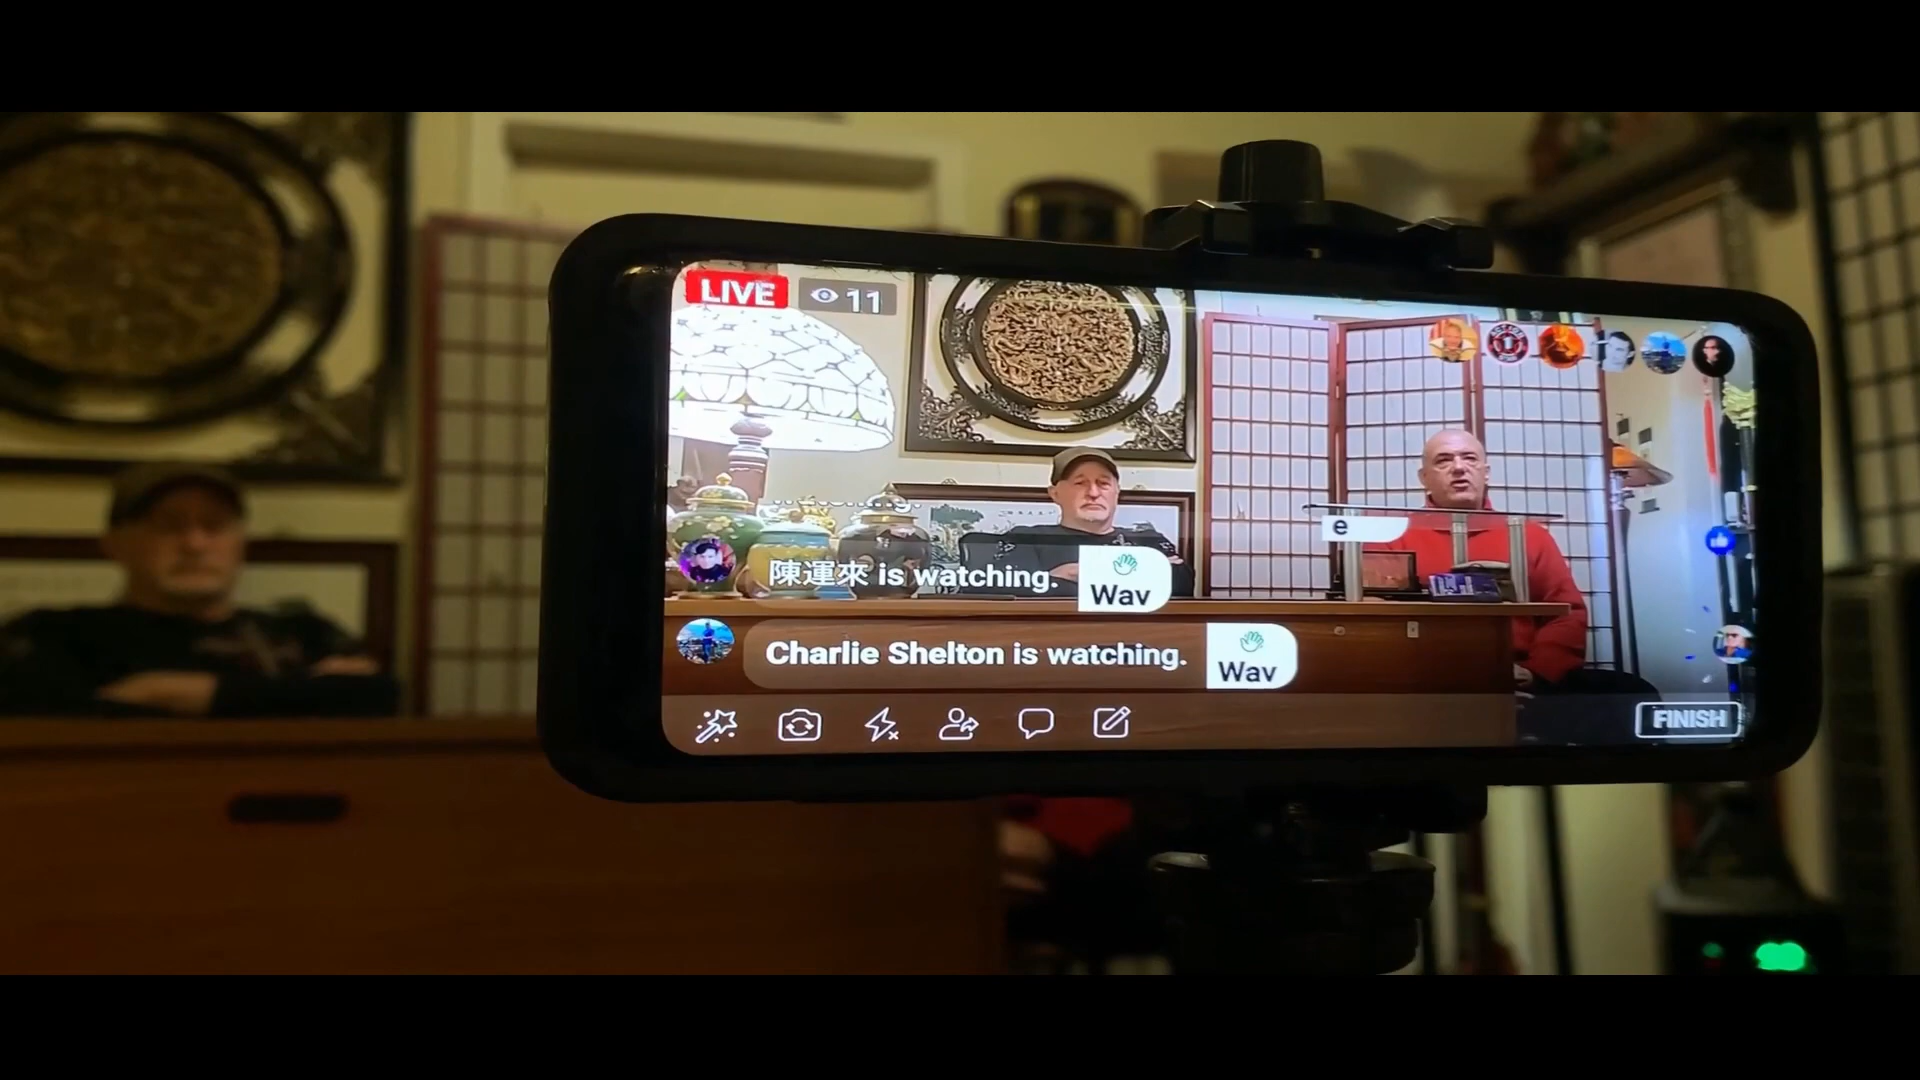 LIVE
11
e
陳運來 is watching.
Wav
Charlie Shelton is watching.
Wav
FINISH